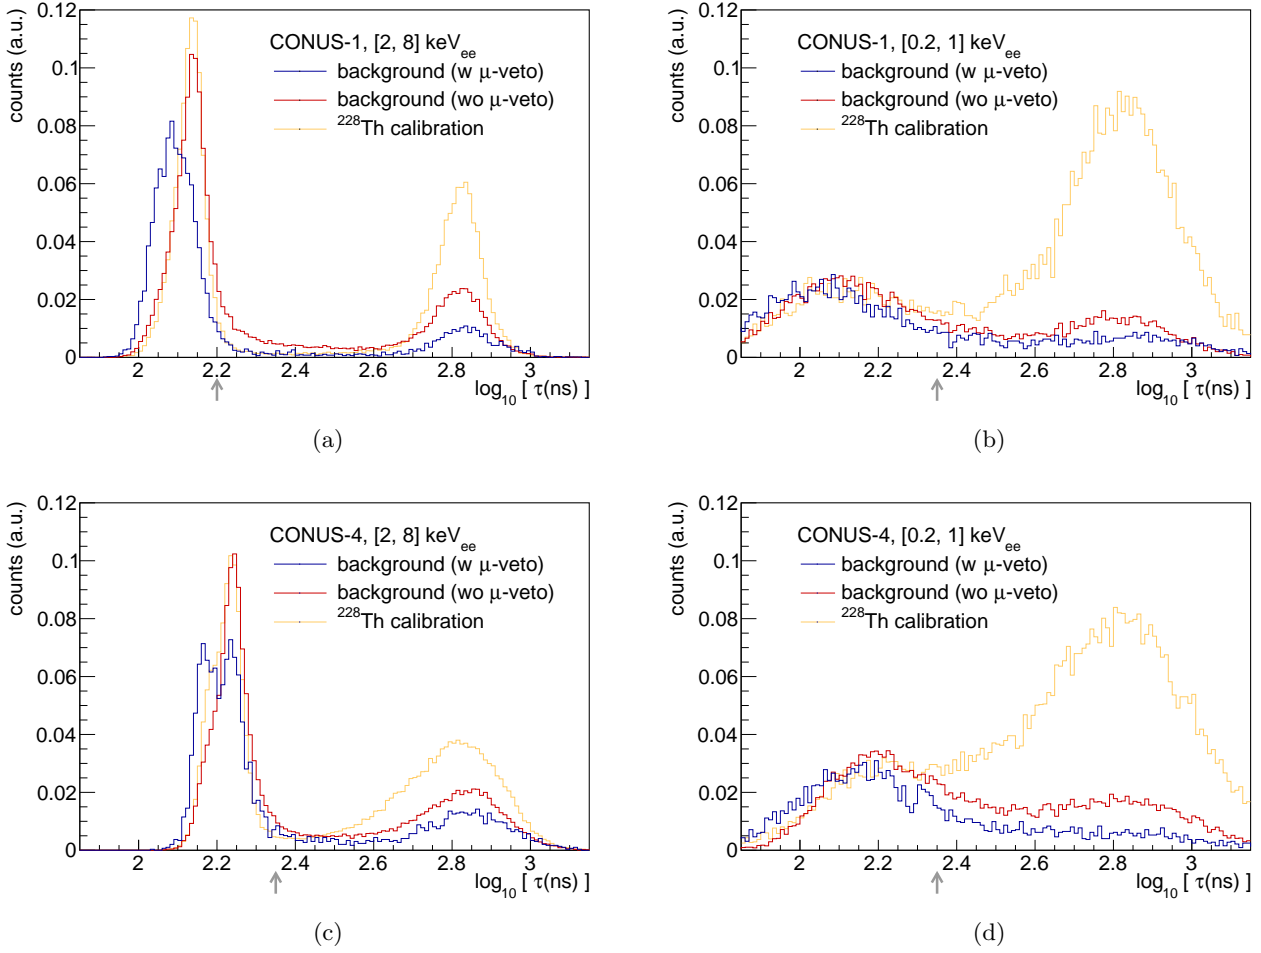 counts (a.u.)
0.12
0.1
0.08
0.06
0.04
0.02
0
CONUS-1, [2, 8] keV_ee
background (w μ-veto)
background (wo μ-veto)
²²⁸Th calibration
2 2.2 2.4 2.6 2.8 3
log₁₀ [ τ(ns) ]
(a)
counts (a.u.)
0.12
0.1
0.08
0.06
0.04
0.02
0
CONUS-1, [0.2, 1] keV_ee
background (w μ-veto)
background (wo μ-veto)
²²⁸Th calibration
2 2.2 2.4 2.6 2.8 3
log₁₀ [ τ(ns) ]
(b)
counts (a.u.)
0.12
0.1
0.08
0.06
0.04
0.02
0
CONUS-4, [2, 8] keV_ee
background (w μ-veto)
background (wo μ-veto)
²²⁸Th calibration
2 2.2 2.4 2.6 2.8 3
log₁₀ [ τ(ns) ]
(c)
counts (a.u.)
0.12
0.1
0.08
0.06
0.04
0.02
0
CONUS-4, [0.2, 1] keV_ee
background (w μ-veto)
background (wo μ-veto)
²²⁸Th calibration
2 2.2 2.4 2.6 2.8 3
log₁₀ [ τ(ns) ]
(d)